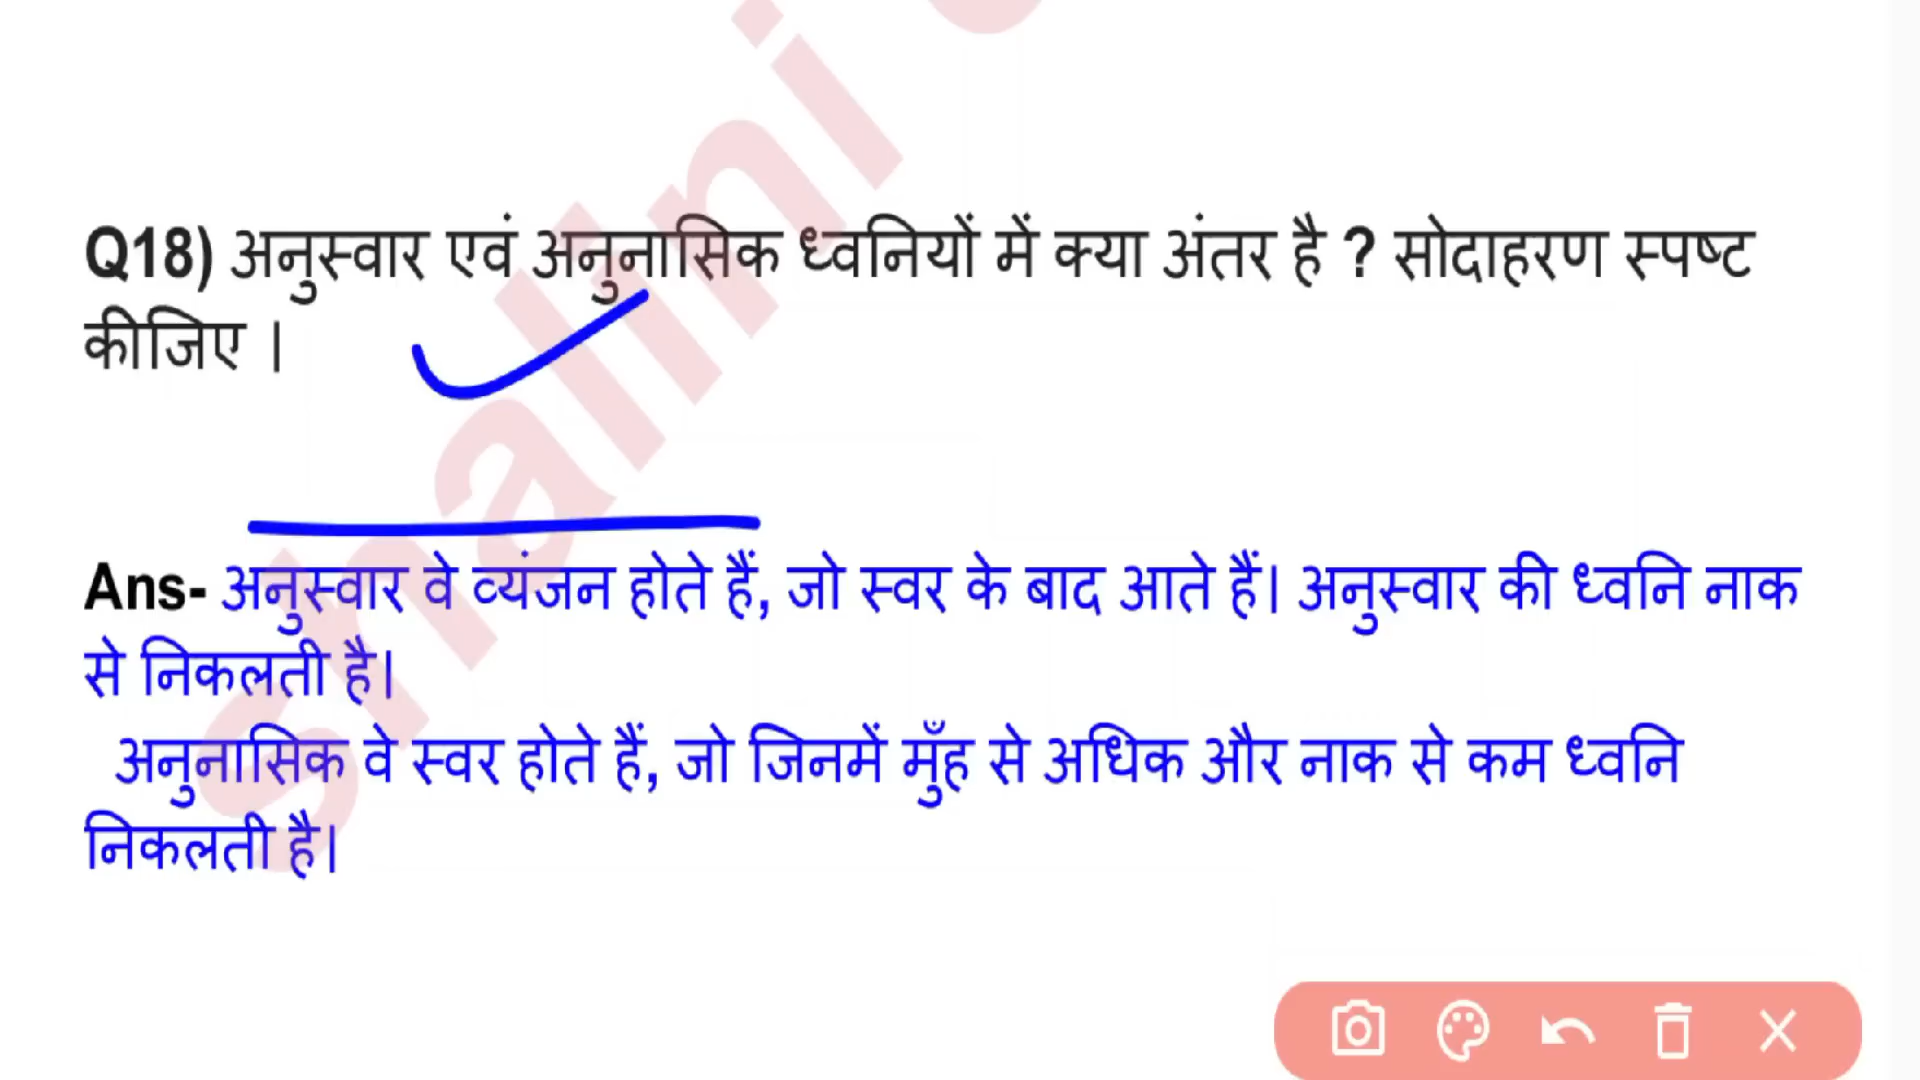 Q18) अनुस्वार एवं अनुनासिक ध्वनियों में क्या अंतर है ? सोदाहरण स्पष्ट
कीजिए ।
Ans- अनुस्वार वे व्यंजन होते हैं, जो स्वर के बाद आते हैं। अनुस्वार की ध्वनि नाक
से निकलती है।
अनुनासिक वे स्वर होते हैं, जो जिनमें मुँह से अधिक और नाक से कम ध्वनि
निकलती है।
shalini